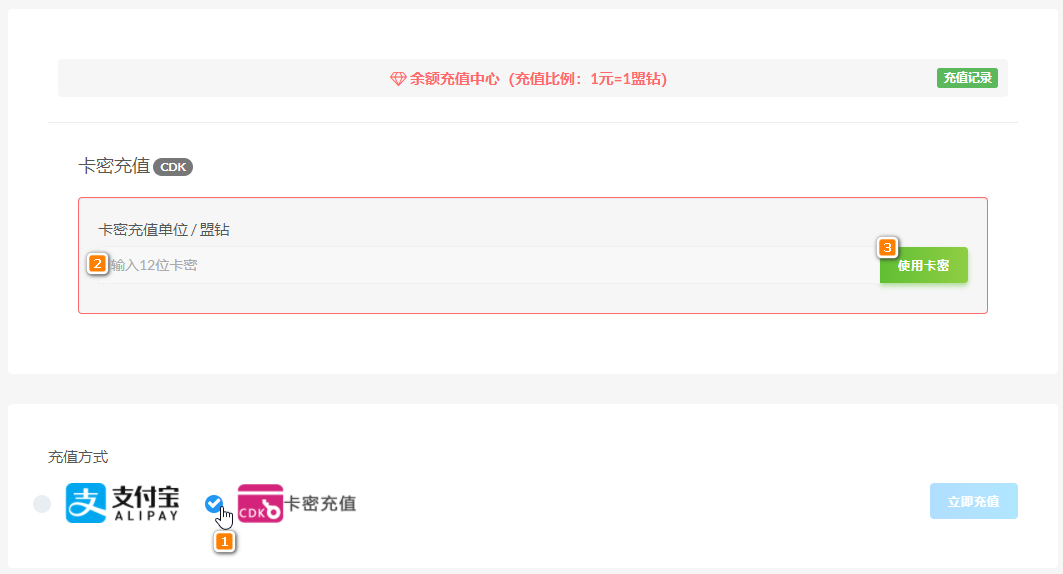 余额充值中心（充值比例：1元=1盟钻）
充值记录
卡密充值 CDK
卡密充值单位 / 盟钻
2 输入12位卡密
3
使用卡密
充值方式
支 支付宝 ALIPAY
CDK 卡密充值
立即充值
1